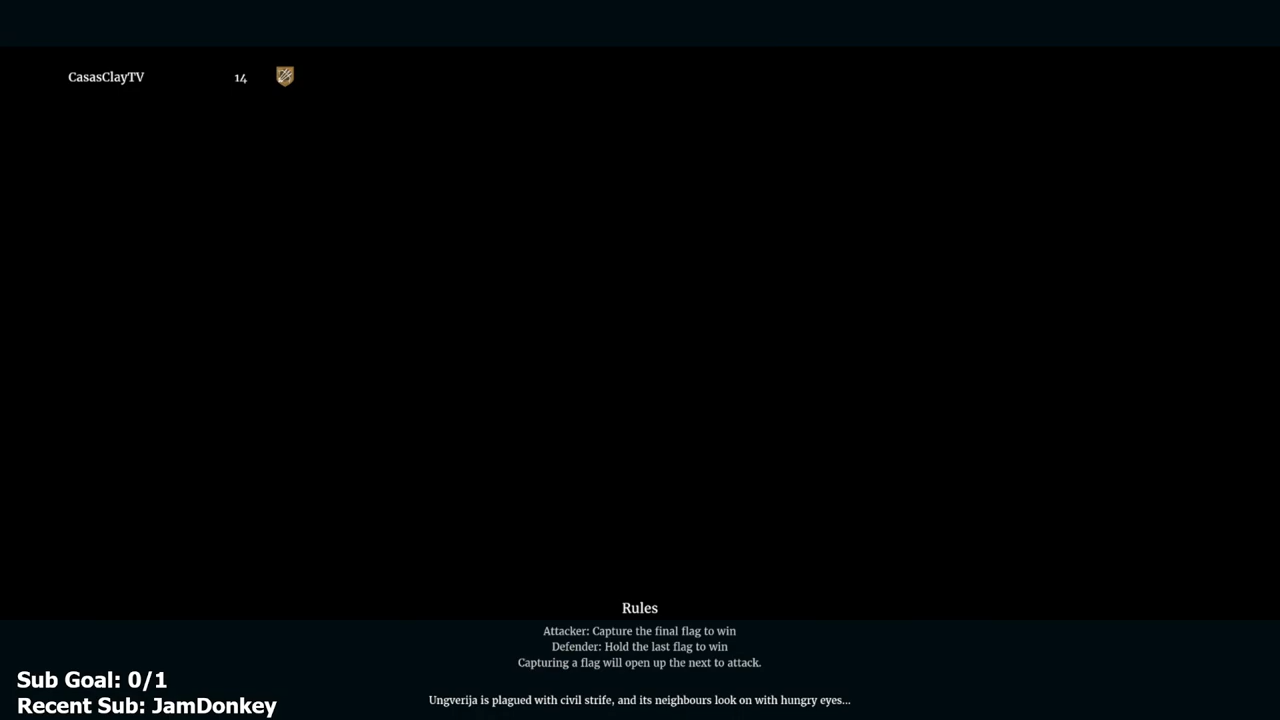 CasasClayTV 14
Rules
Attacker: Capture the final flag to win
Defender: Hold the last flag to win
Capturing a flag will open up the next to attack.
Sub Goal: 0/1
Recent Sub: JamDonkey
Ungverija is plagued with civil strife, and its neighbours look on with hungry eyes...